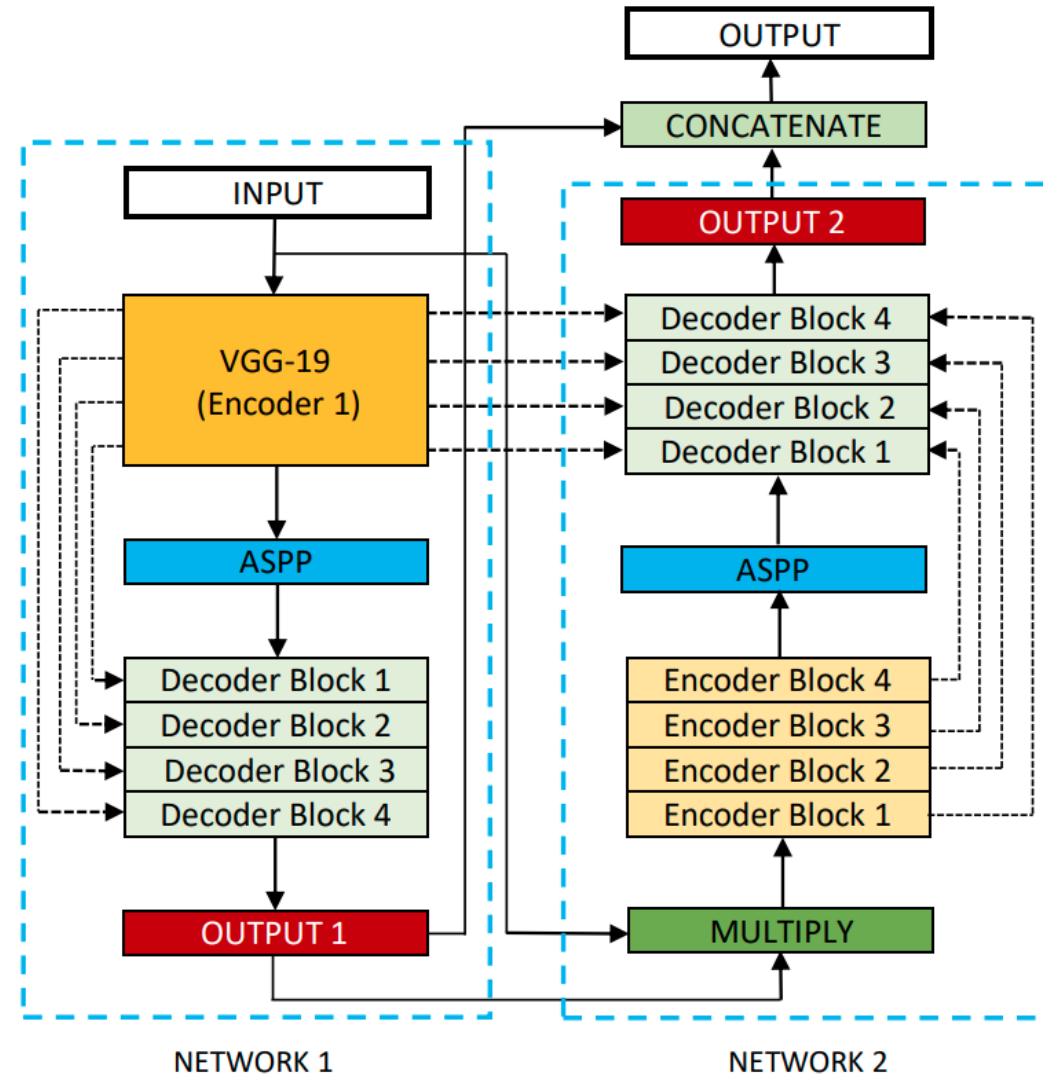 INPUT
VGG-19
(Encoder 1)
ASPP
Decoder Block 1
Decoder Block 2
Decoder Block 3
Decoder Block 4
OUTPUT 1
NETWORK 1
OUTPUT
CONCATENATE
OUTPUT 2
Decoder Block 4
Decoder Block 3
Decoder Block 2
Decoder Block 1
ASPP
Encoder Block 4
Encoder Block 3
Encoder Block 2
Encoder Block 1
MULTIPLY
NETWORK 2